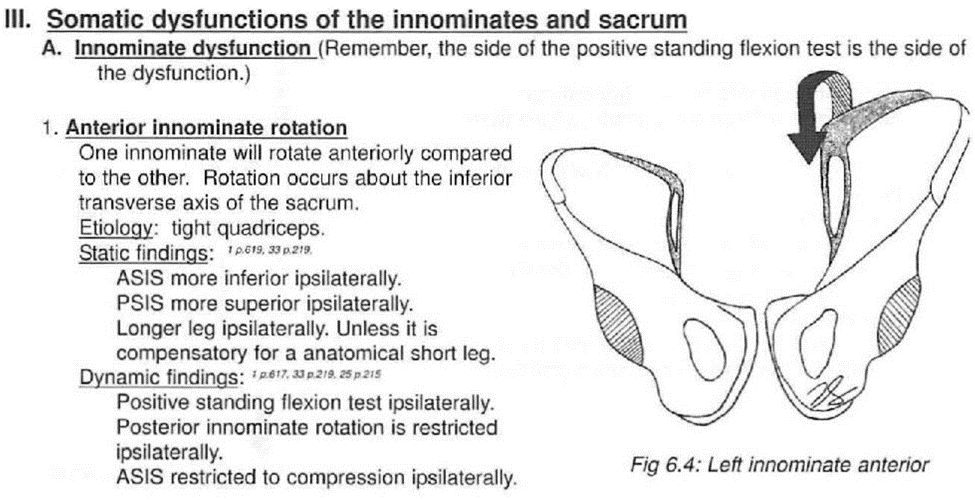 III. Somatic dysfunctions of the innominates and sacrum
A. Innominate dysfunction (Remember, the side of the positive standing flexion test is the side of
the dysfunction.)
1. Anterior innominate rotation
One innominate will rotate anteriorly compared
to the other. Rotation occurs about the inferior
transverse axis of the sacrum.
Etiology: tight quadriceps.
Static findings: 1 p.619, 33 p.219.
ASIS more inferior ipsilaterally.
PSIS more superior ipsilaterally.
Longer leg ipsilaterally. Unless it is
compensatory for a anatomical short leg.
Dynamic findings: 1 p.617, 33 p.219, 25 p.215
Positive standing flexion test ipsilaterally.
Posterior innominate rotation is restricted
ipsilaterally.
ASIS restricted to compression ipsilaterally.
Fig 6.4: Left innominate anterior